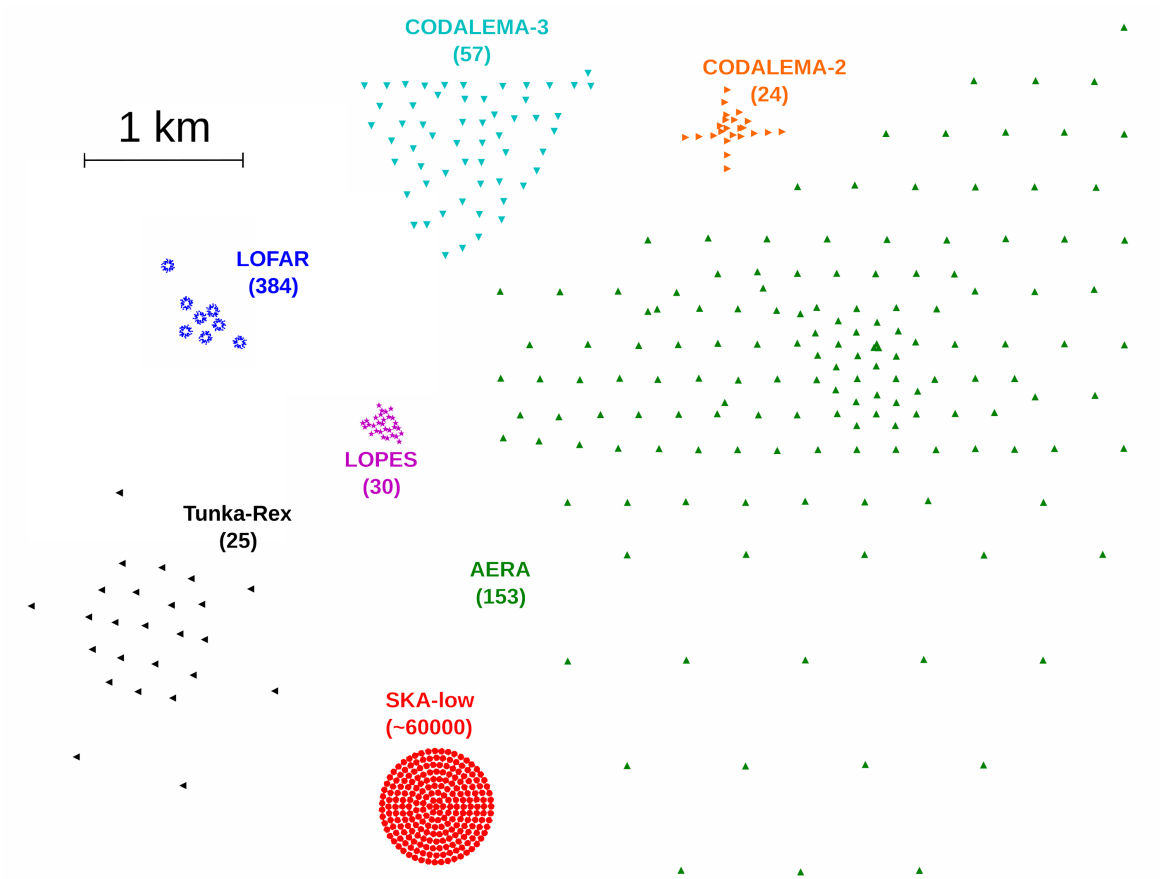 CODALEMA-3
(57)
CODALEMA-2
(24)
1 km
LOFAR
(384)
LOPES
(30)
Tunka-Rex
(25)
AERA
(153)
SKA-low
(~60000)